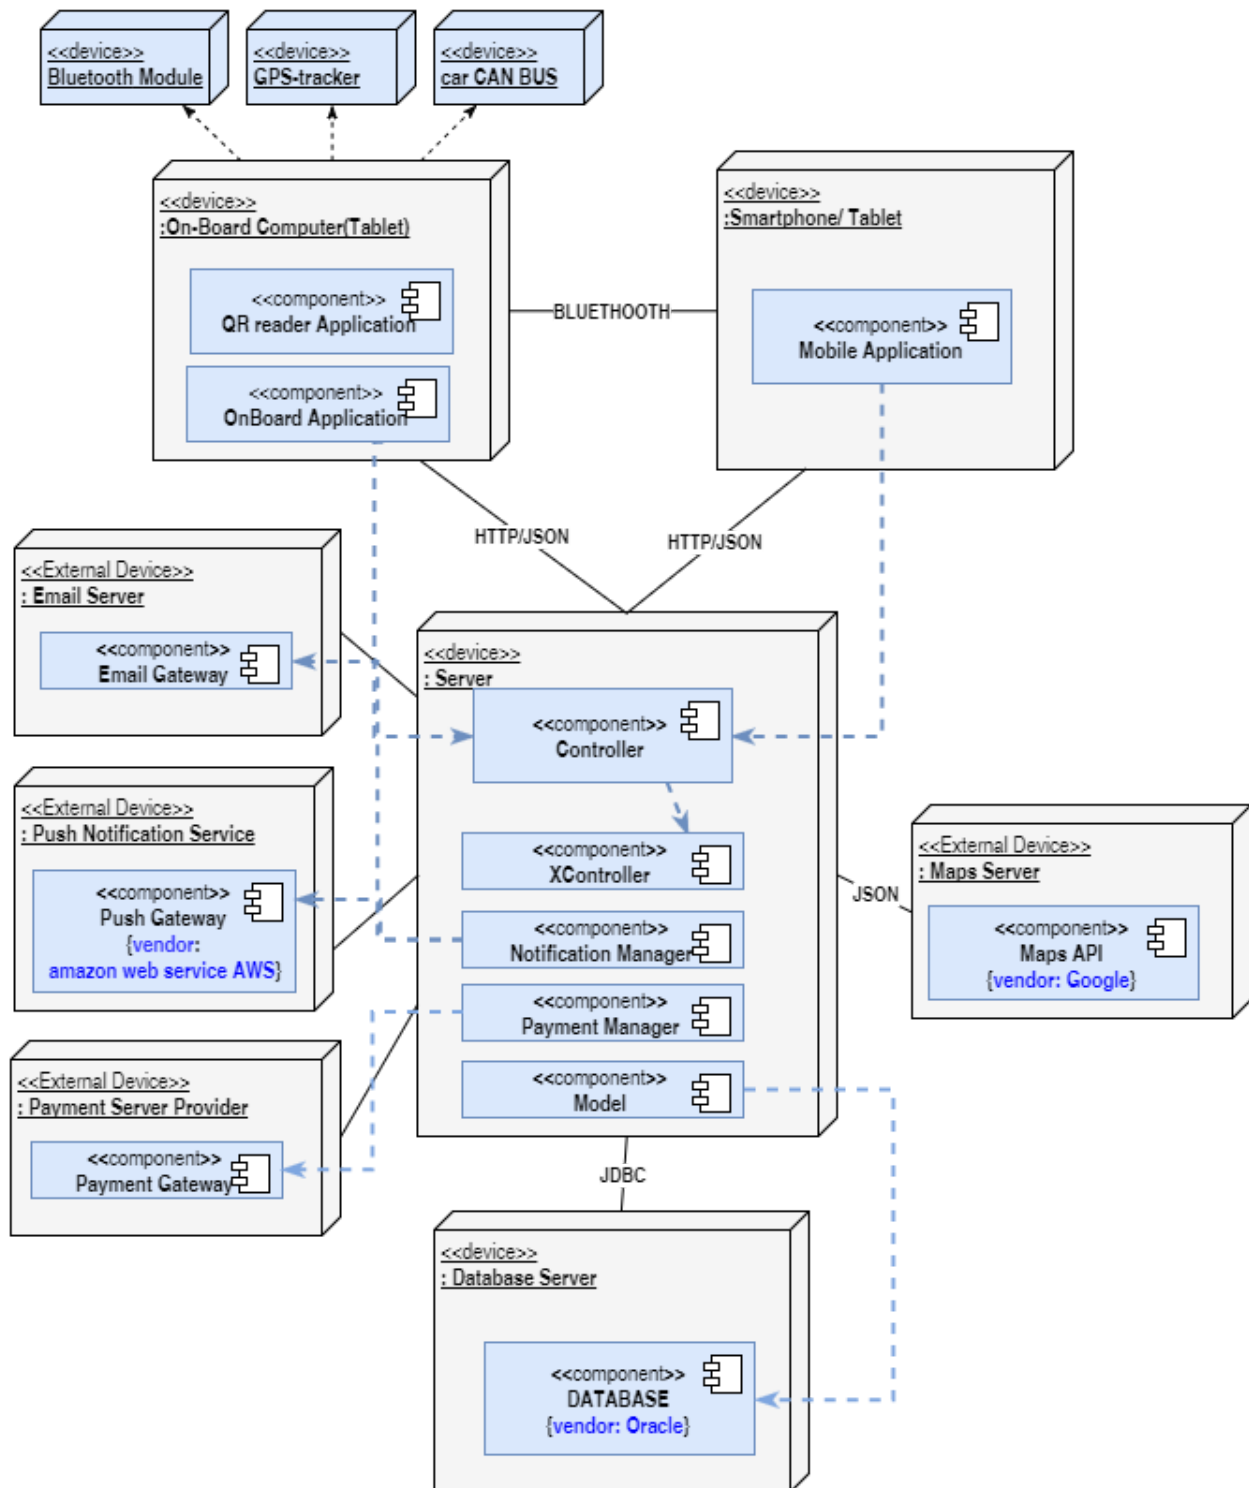 <<device>>
Bluetooth Module
<<device>>
GPS-tracker
<<device>>
car CAN BUS
<<device>>
:On-Board Computer(Tablet)
<<component>>
QR reader Application
<<component>>
OnBoard Application
<<device>>
:Smartphone/ Tablet
<<component>>
Mobile Application
BLUETHOOTH
HTTP/JSON
HTTP/JSON
<<External Device>>
: Email Server
<<component>>
Email Gateway
<<device>>
: Server
<<component>>
Controller
<<component>>
XController
<<component>>
Notification Manager
<<component>>
Payment Manager
<<component>>
Model
<<External Device>>
: Push Notification Service
<<component>>
Push Gateway
{vendor:
amazon web service AWS}
JSON
<<External Device>>
: Maps Server
<<component>>
Maps API
{vendor: Google}
<<External Device>>
: Payment Server Provider
<<component>>
Payment Gateway
JDBC
<<device>>
: Database Server
<<component>>
DATABASE
{vendor: Oracle}